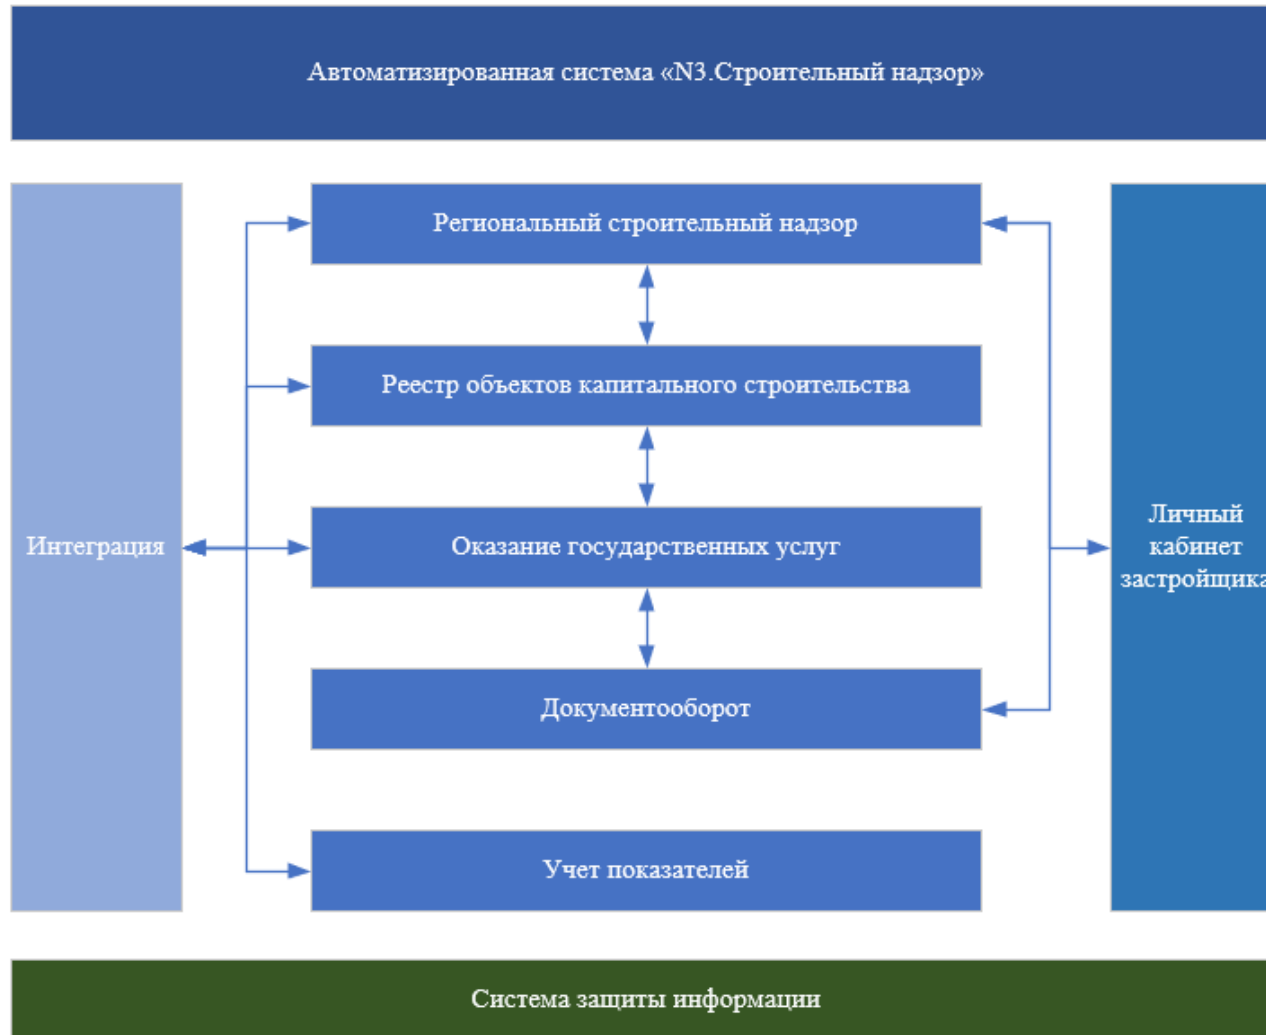 Автоматизированная система «N3.Строительный надзор»
Региональный строительный надзор
Реестр объектов капитального строительства
Интеграция
Оказание государственных услуг
Личный
кабинет
застройщика
Документооборот
Учет показателей
Система защиты информации